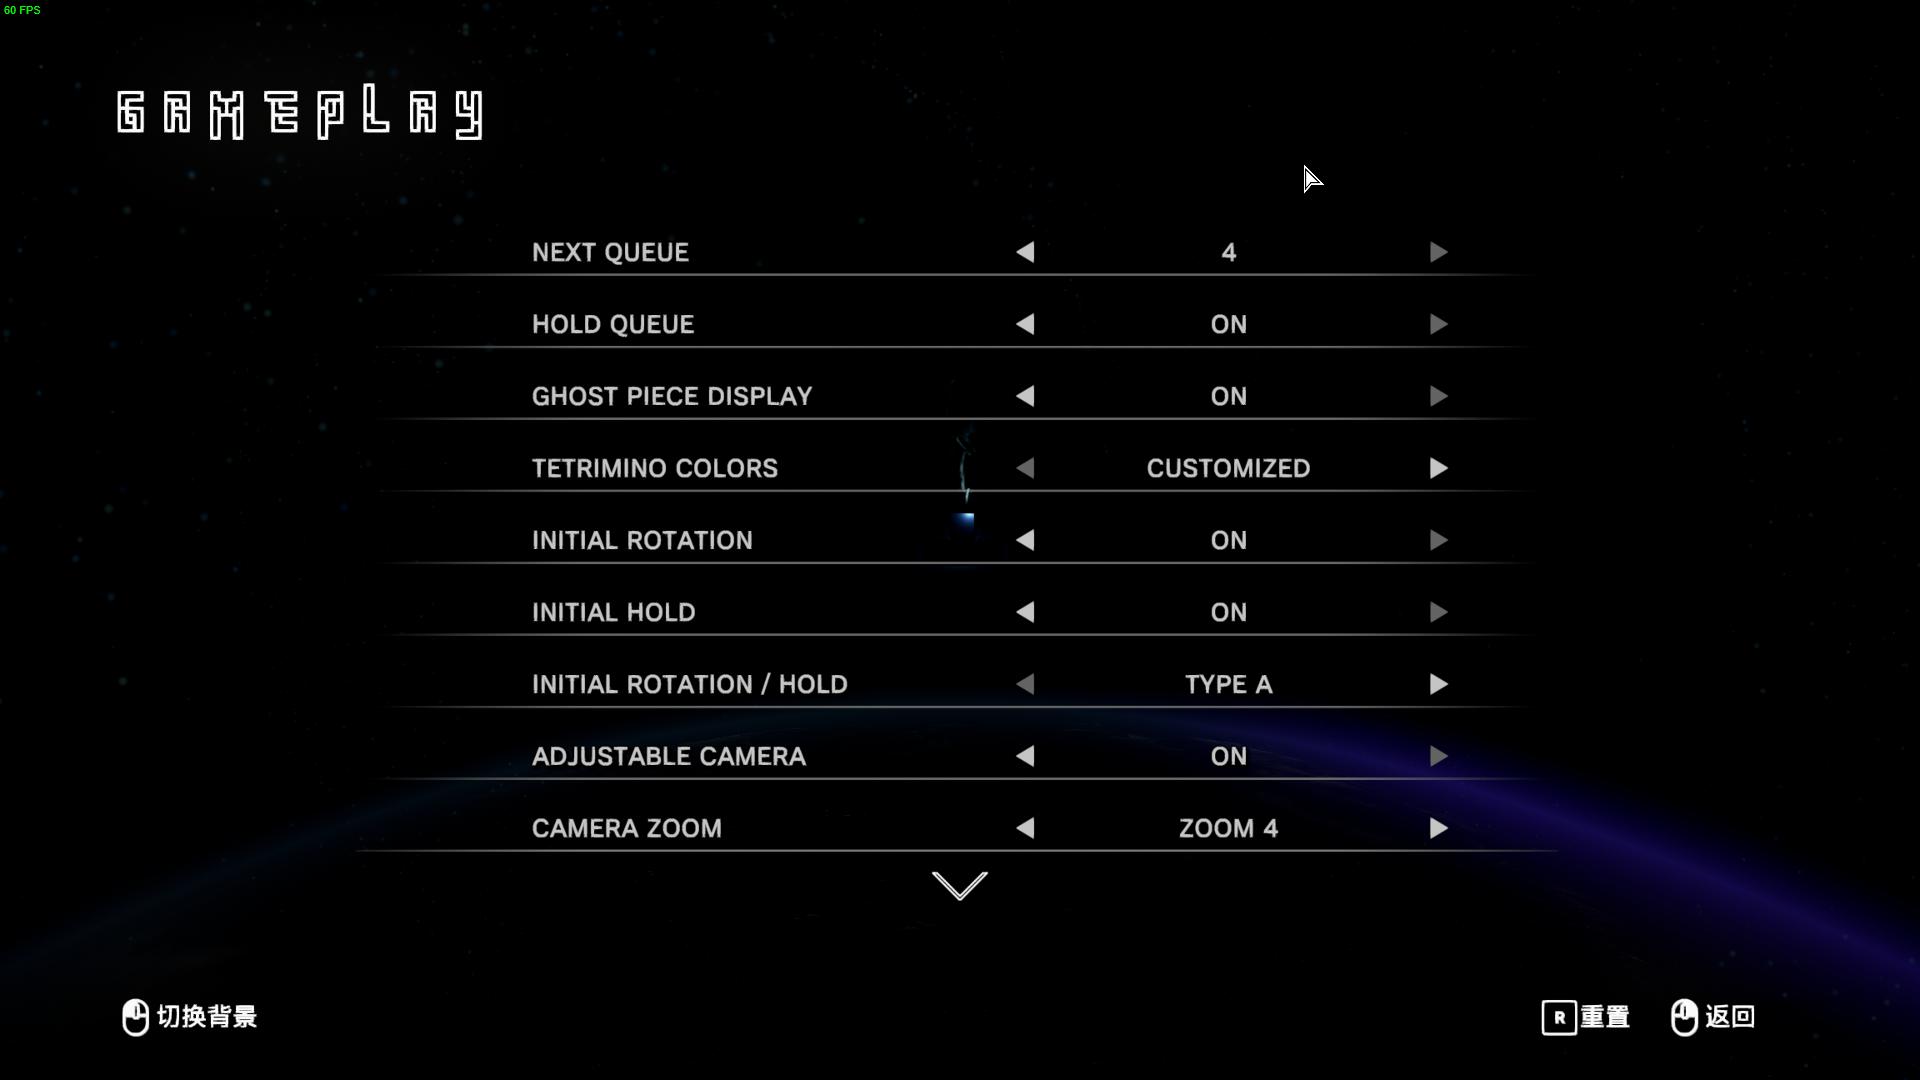 60 FPS
GAMEPLAY
NEXT QUEUE 4
HOLD QUEUE ON
GHOST PIECE DISPLAY ON
TETRIMINO COLORS CUSTOMIZED
INITIAL ROTATION ON
INITIAL HOLD ON
INITIAL ROTATION / HOLD TYPE A
ADJUSTABLE CAMERA ON
CAMERA ZOOM ZOOM 4
切换背景 R 重置 返回